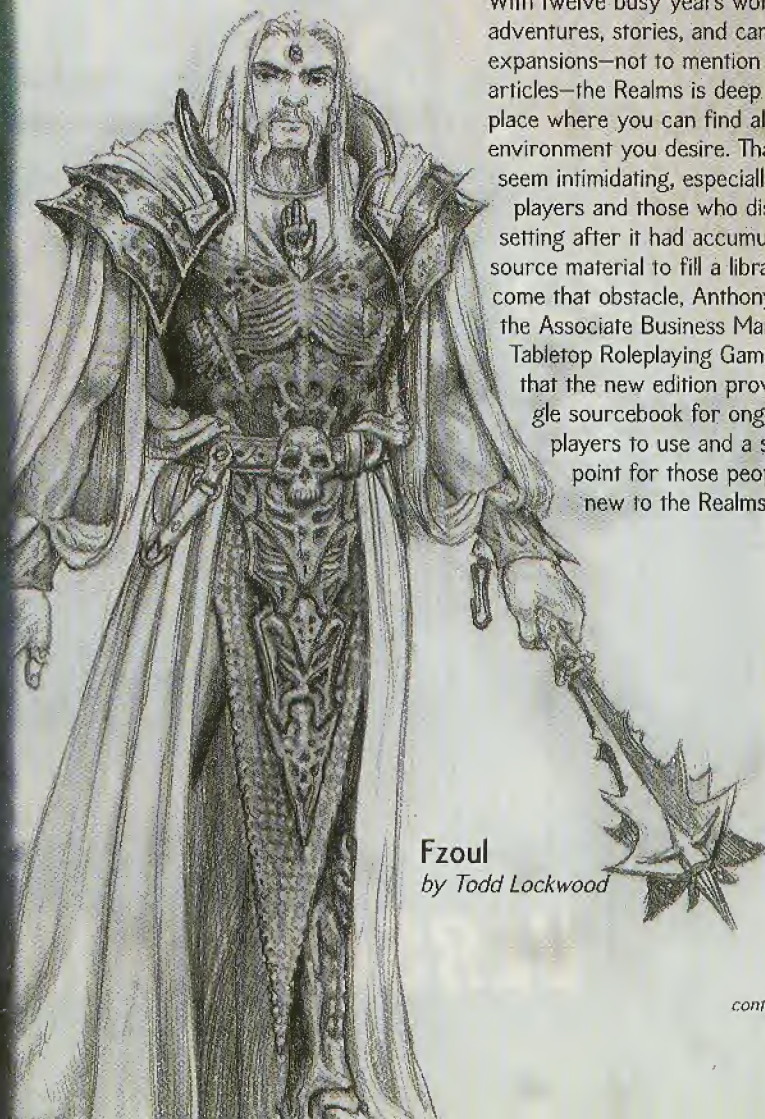 With twelve busy years wor
adventures, stories, and car
expansions—not to mention
articles—the Realms is deep
place where you can find al
environment you desire. Tha
seem intimidating, especiall
players and those who dis
setting after it had accumu
source material to fill a libra
come that obstacle, Anthony
the Associate Business Ma
Tabletop Roleplaying Gam
that the new edition prov
gle sourcebook for ong
players to use and a s
point for those peo
new to the Realms
Fzoul
by Todd Lockwood
cont